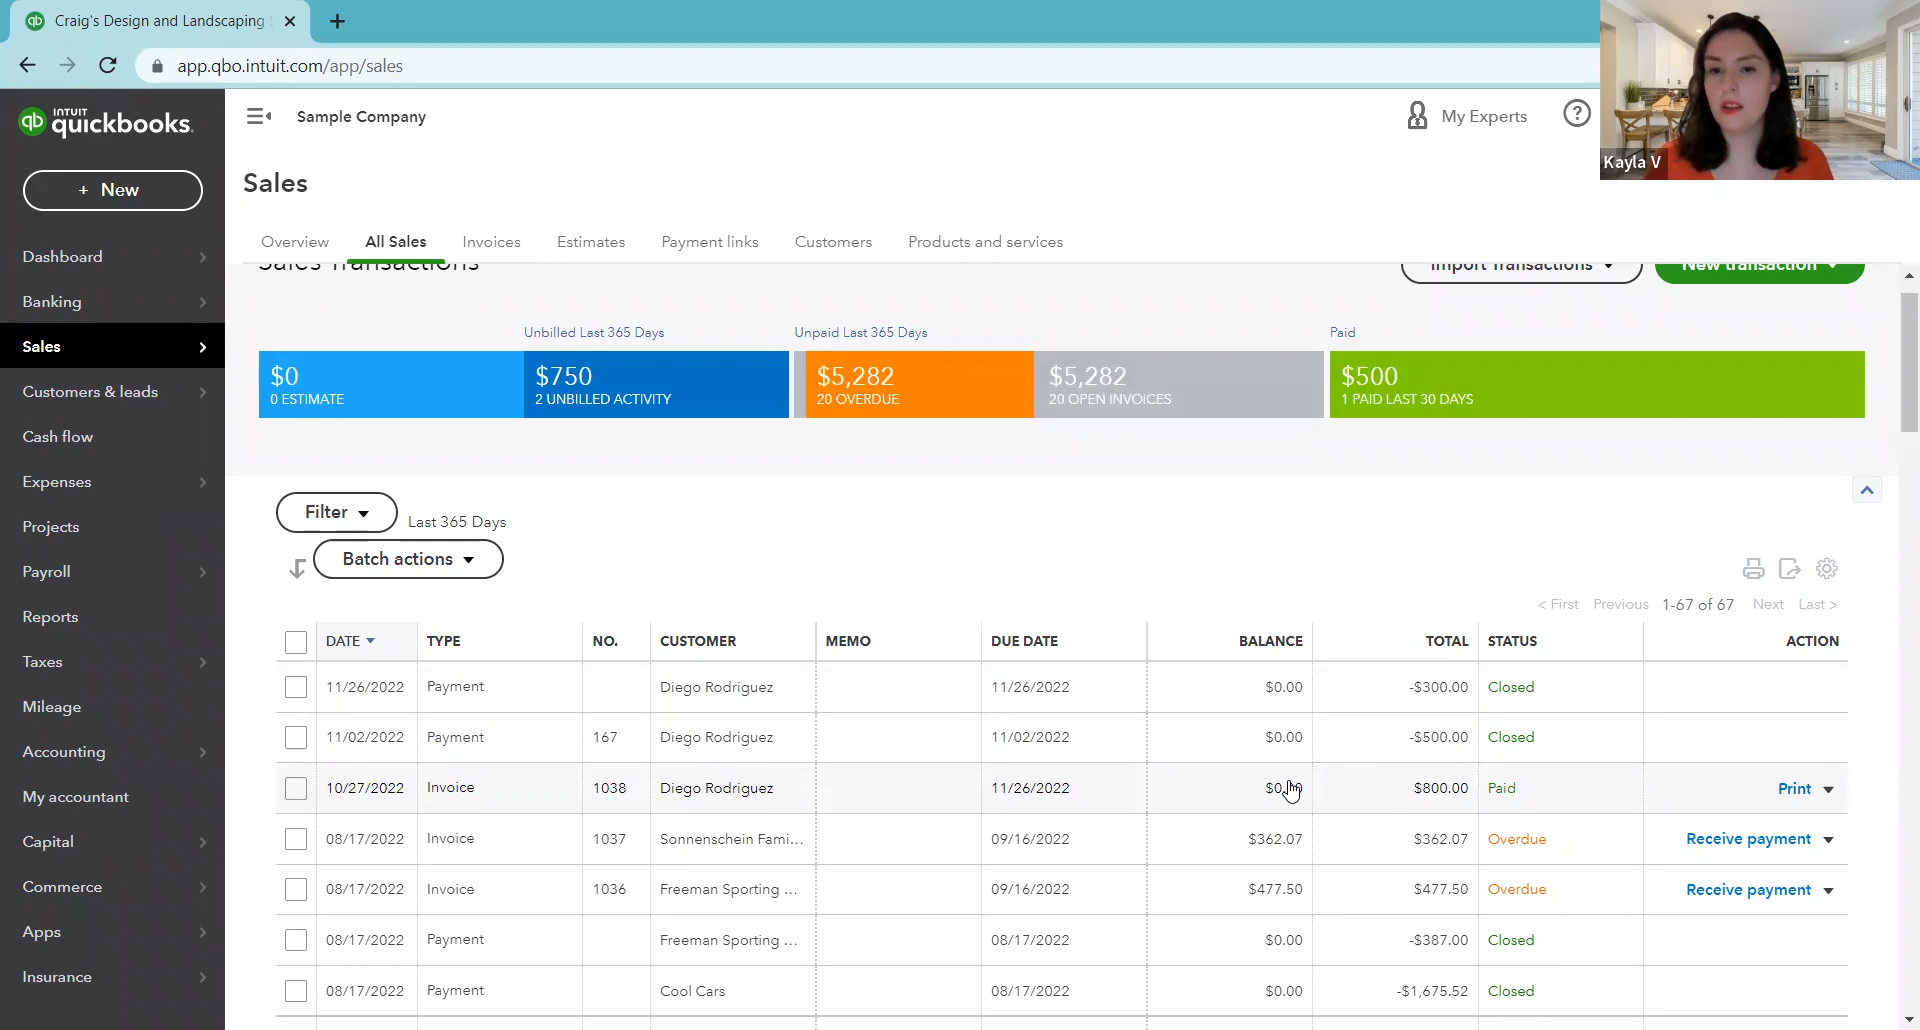 Craig's Design and Landscaping
app.qbo.intuit.com/app/sales
INTUIT
quickbooks.
Sample Company
My Experts
Kayla V
+ New
Sales
Overview
All Sales
Invoices
Estimates
Payment links
Customers
Products and services
Dashboard
Banking
Sales
Customers & leads
Cash flow
Expenses
Projects
Payroll
Reports
Taxes
Mileage
Accounting
My accountant
Capital
Commerce
Apps
Insurance
Sales Transactions
Import Transactions
New transaction
Unbilled Last 365 Days
Unpaid Last 365 Days
Paid
$0
0 ESTIMATE
$750
2 UNBILLED ACTIVITY
$5,282
20 OVERDUE
$5,282
20 OPEN INVOICES
$500
1 PAID LAST 30 DAYS
Filter
Last 365 Days
Batch actions
< First Previous 1-67 of 67 Next Last >
DATE TYPE NO. CUSTOMER MEMO DUE DATE BALANCE TOTAL STATUS ACTION
11/26/2022 Payment Diego Rodriguez 11/26/2022 $0.00 -$300.00 Closed
11/02/2022 Payment 167 Diego Rodriguez 11/02/2022 $0.00 -$500.00 Closed
10/27/2022 Invoice 1038 Diego Rodriguez 11/26/2022 $0.00 $800.00 Paid Print
08/17/2022 Invoice 1037 Sonnenschein Fami... 09/16/2022 $362.07 $362.07 Overdue Receive payment
08/17/2022 Invoice 1036 Freeman Sporting ... 09/16/2022 $477.50 $477.50 Overdue Receive payment
08/17/2022 Payment Freeman Sporting ... 08/17/2022 $0.00 -$387.00 Closed
08/17/2022 Payment Cool Cars 08/17/2022 $0.00 -$1,675.52 Closed